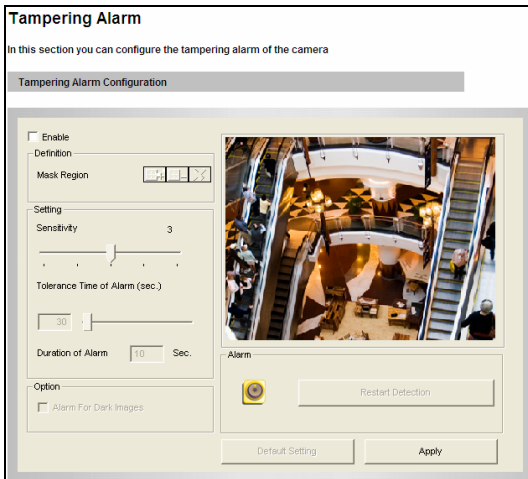 Tampering Alarm
In this section you can configure the tampering alarm of the camera
Tampering Alarm Configuration
Enable
Definition
Mask Region
Setting
Sensitivity 3
Tolerance Time of Alarm (sec.)
30
Duration of Alarm 10 Sec.
Option
Alarm For Dark Images
Alarm
Restart Detection
Default Setting
Apply